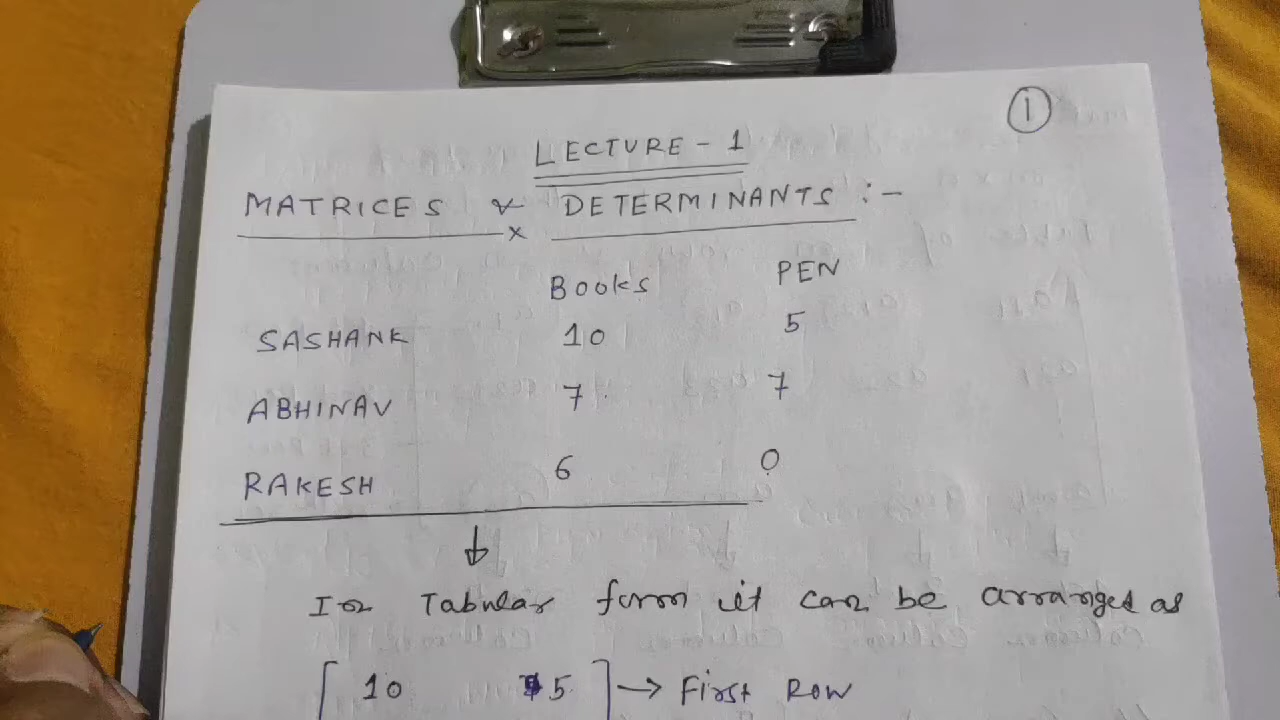 1
LECTURE - 1
MATRICES & DETERMINANTS :-
Books PEN
SASHANK 10 5
ABHINAV 7 7
RAKESH 6 0
In Tabular form it can be arranged as
[ 10 5 ] → First Row